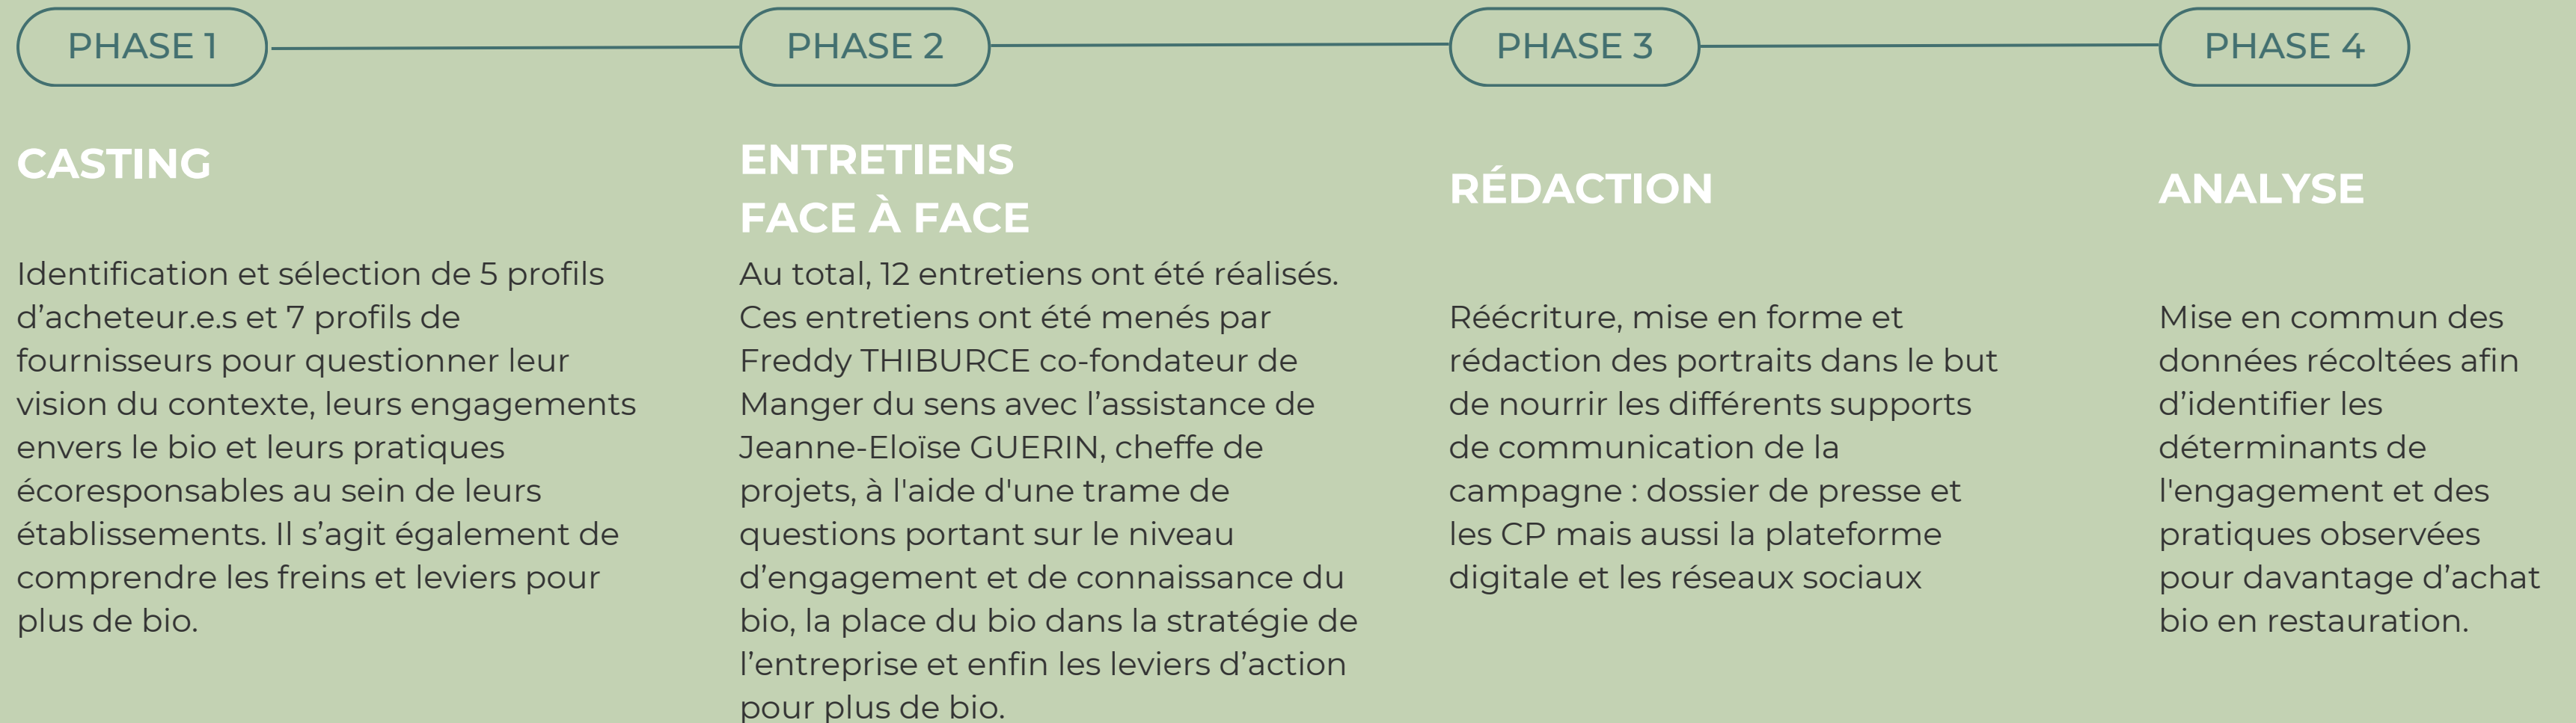 PHASE 1
PHASE 2
PHASE 3
PHASE 4
CASTING
Identification et sélection de 5 profils
d’acheteur.e.s et 7 profils de
fournisseurs pour questionner leur
vision du contexte, leurs engagements
envers le bio et leurs pratiques
écoresponsables au sein de leurs
établissements. Il s’agit également de
comprendre les freins et leviers pour
plus de bio.
ENTRETIENS
FACE À FACE
Au total, 12 entretiens ont été réalisés.
Ces entretiens ont été menés par
Freddy THIBURCE co-fondateur de
Manger du sens avec l’assistance de
Jeanne-Eloïse GUERIN, cheffe de
projets, à l'aide d'une trame de
questions portant sur le niveau
d’engagement et de connaissance du
bio, la place du bio dans la stratégie de
l’entreprise et enfin les leviers d’action
pour plus de bio.
RÉDACTION
Réécriture, mise en forme et
rédaction des portraits dans le but
de nourrir les différents supports
de communication de la
campagne : dossier de presse et
les CP mais aussi la plateforme
digitale et les réseaux sociaux
ANALYSE
Mise en commun des
données récoltées afin
d’identifier les
déterminants de
l'engagement et des
pratiques observées
pour davantage d’achat
bio en restauration.